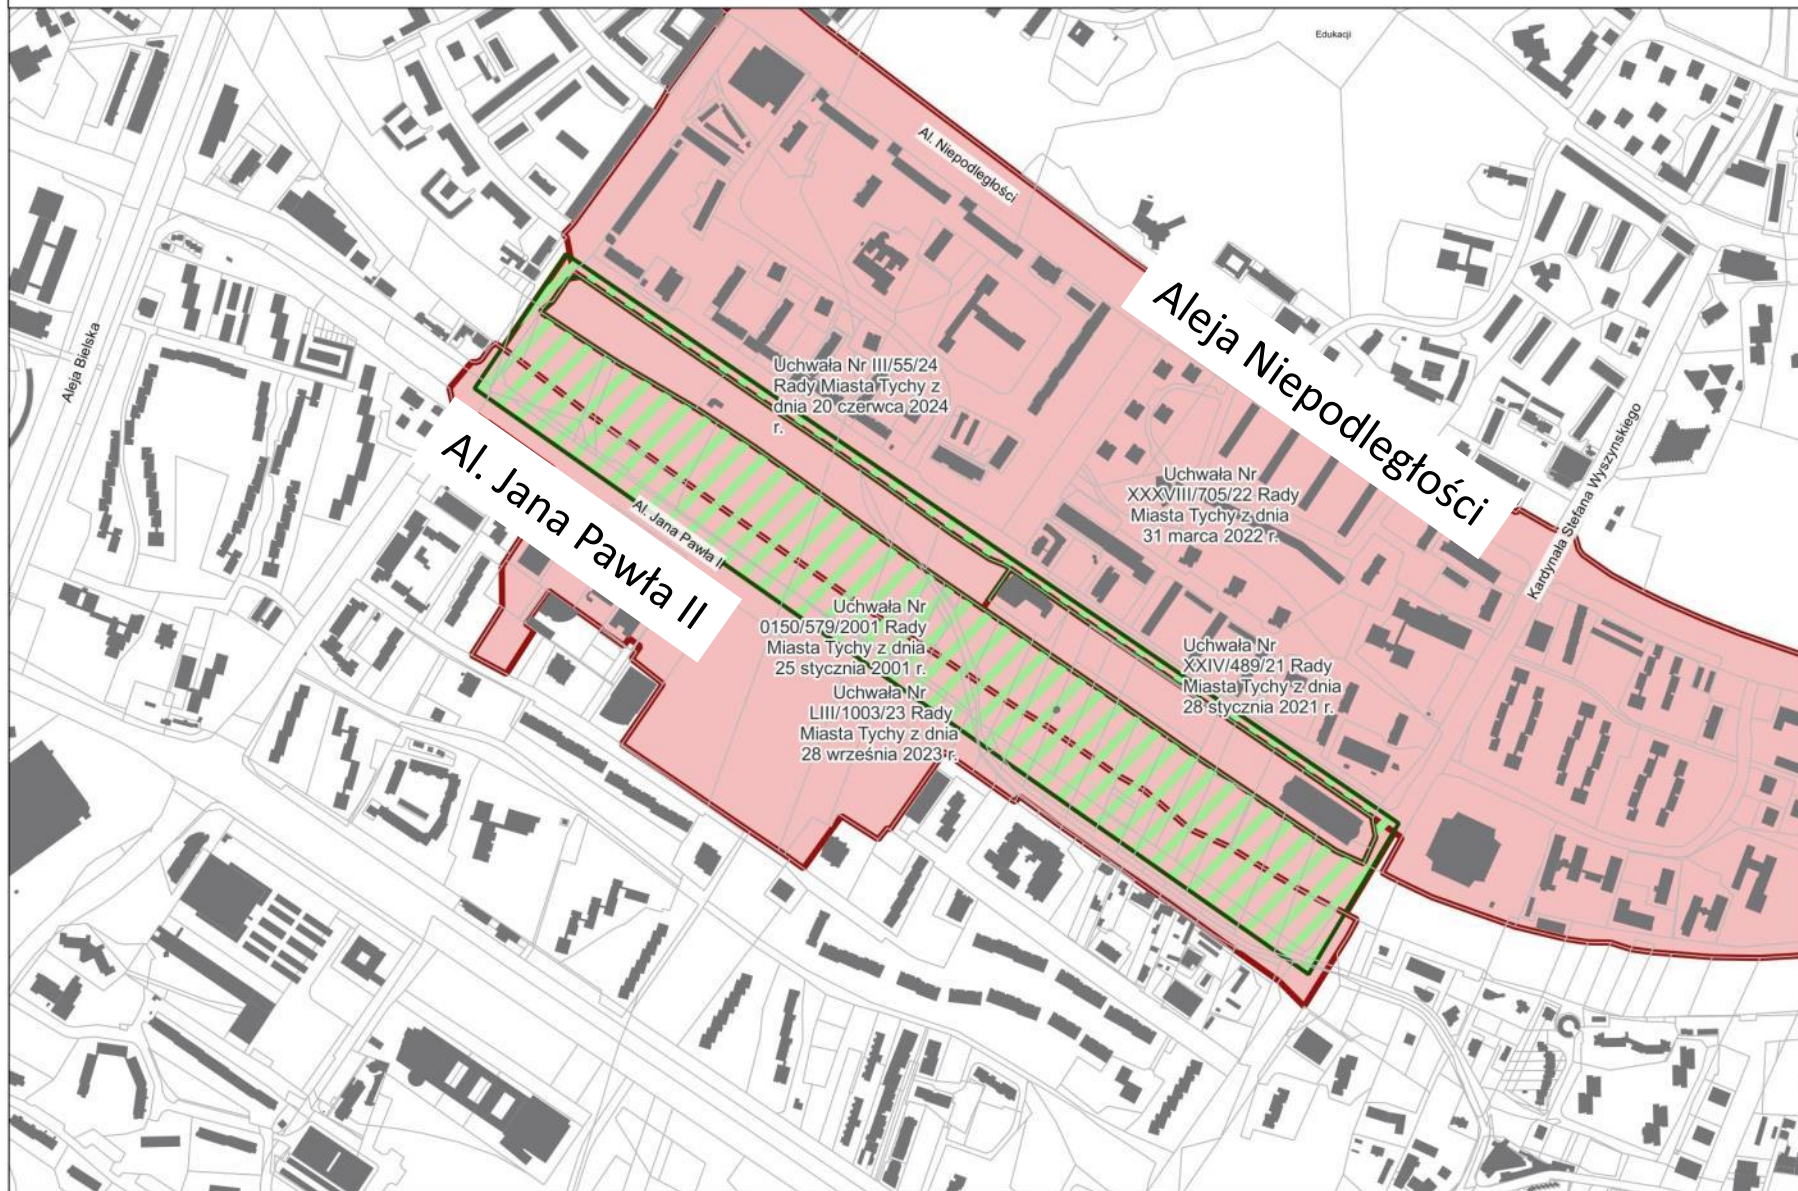 Edukacji
Al. Niepodległości
Aleja Niepodległości
Aleja Bielska
Uchwała Nr III/55/24
Rady Miasta Tychy z
dnia 20 czerwca 2024
r.
Al. Jana Pawła II
Al. Jana Pawła II
Uchwała Nr
XXXVIII/705/22 Rady
Miasta Tychy z dnia
31 marca 2022 r.
Kardynała Stefana Wyszyńskiego
Uchwała Nr
0150/579/2001 Rady
Miasta Tychy z dnia
25 stycznia 2001 r.
Uchwała Nr
LIII/1003/23 Rady
Miasta Tychy z dnia
28 września 2023 r.
Uchwała Nr
XXIV/489/21 Rady
Miasta Tychy z dnia
28 stycznia 2021 r.